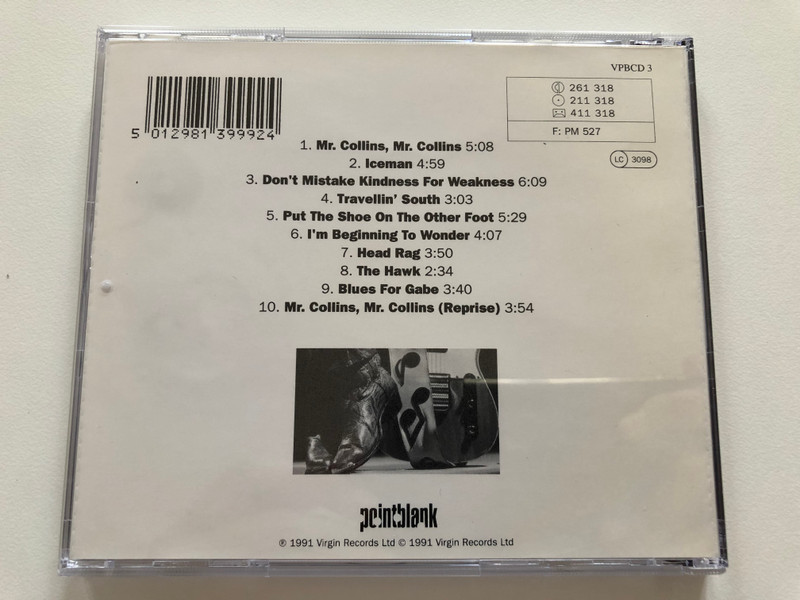 VPBCD 3
261 318
211 318
411 318
F: PM 527
LC 3098
5 012981 399924
1. Mr. Collins, Mr. Collins 5:08
2. Iceman 4:59
3. Don't Mistake Kindness For Weakness 6:09
4. Travellin' South 3:03
5. Put The Shoe On The Other Foot 5:29
6. I'm Beginning To Wonder 4:07
7. Head Rag 3:50
8. The Hawk 2:34
9. Blues For Gabe 3:40
10. Mr. Collins, Mr. Collins (Reprise) 3:54
pointblank
℗ 1991 Virgin Records Ltd © 1991 Virgin Records Ltd